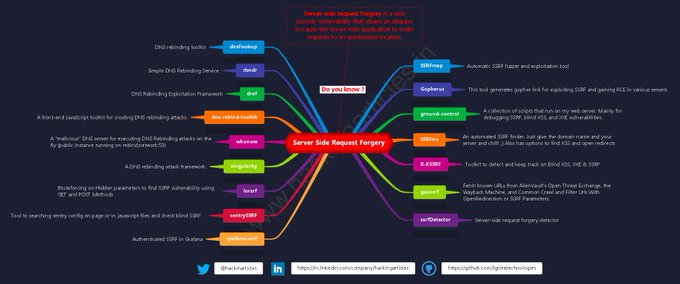 Server-side request Forgery is a web
security vulnerability that allows an attacker
to cause the server-side application to make
requests to an unintended location
Do you know ?
Server Side Request Forgery
DNS rebinding toolkit
dnsFookup
Simple DNS Rebinding Service
rbndr
DNS Rebinding Exploitation Framework
dref
A front-end JavaScript toolkit for creating DNS rebinding attacks
dns-rebind-toolkit
A "malicious" DNS server for executing DNS Rebinding attacks on the
fly (public instance running on rebind.network:53)
whonow
A DNS rebinding attack framework.
singularity
Bruteforcing on Hidden parameters to find SSRF vulnerability using
GET and POST Methods
lorsrf
Tool to searching sentry config on page or in javascript files and check blind SSRF
sentrySSRF
Authenticated SSRF in Grafana
grafana-ssrf
SSRFmap
Automatic SSRF fuzzer and exploitation tool
Gopherus
This tool generates gopher link for exploiting SSRF and gaining RCE in various servers
ground-control
A collection of scripts that run on my web server. Mainly for
debugging SSRF, blind XSS, and XXE vulnerabilities.
SSRFire
An automated SSRF finder. Just give the domain name and your
server and chill! ;) Also has options to find XSS and open redirects
B-XSSRF
Toolkit to detect and keep track on Blind XSS, XXE & SSRF
gaussrf
Fetch known URLs from AlienVault's Open Threat Exchange, the
Wayback Machine, and Common Crawl and Filter Urls With
OpenRedirection or SSRF Parameters.
ssrfDetector
Server-side request forgery detector
www.hackingarticles.in
@hackinarticles
https://in.linkedin.com/company/hackingarticles
https://github.com/Ignitetechnologies